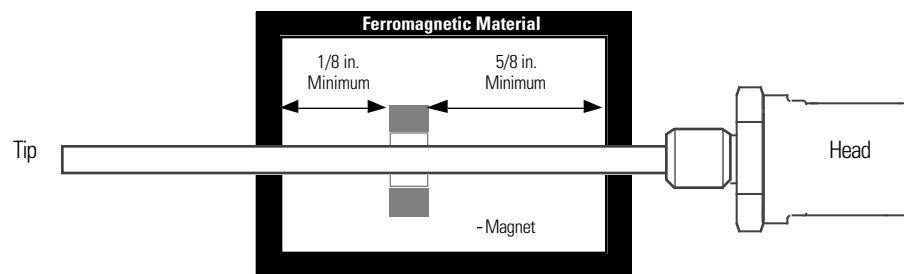 Ferromagnetic Material
1/8 in.
Minimum
5/8 in.
Minimum
Tip
Head
-Magnet